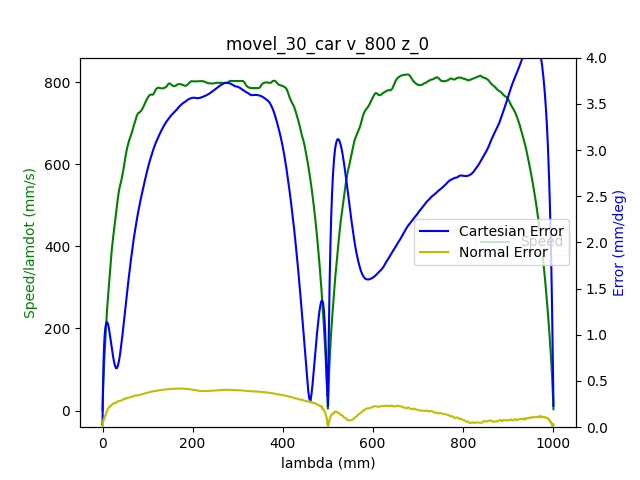 movel_30_car v_800 z_0
Speed/lamdot (mm/s)
800
600
400
200
0
4.0
3.5
3.0
2.5
2.0
1.5
1.0
0.5
0.0
Error (mm/deg)
Cartesian Error
Speed
Normal Error
0 200 400 600 800 1000
lambda (mm)